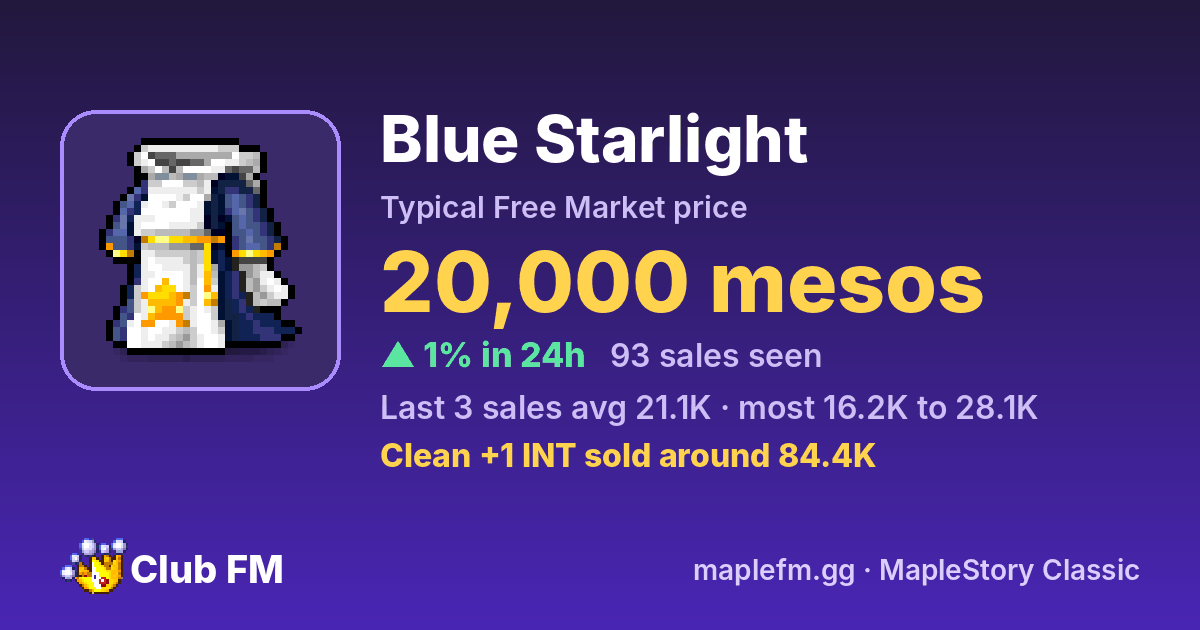 Blue Starlight
Typical Free Market price
20,000 mesos
▲ 1% in 24h 93 sales seen
Last 3 sales avg 21.1K · most 16.2K to 28.1K
Clean +1 INT sold around 84.4K
Club FM
maplefm.gg · MapleStory Classic